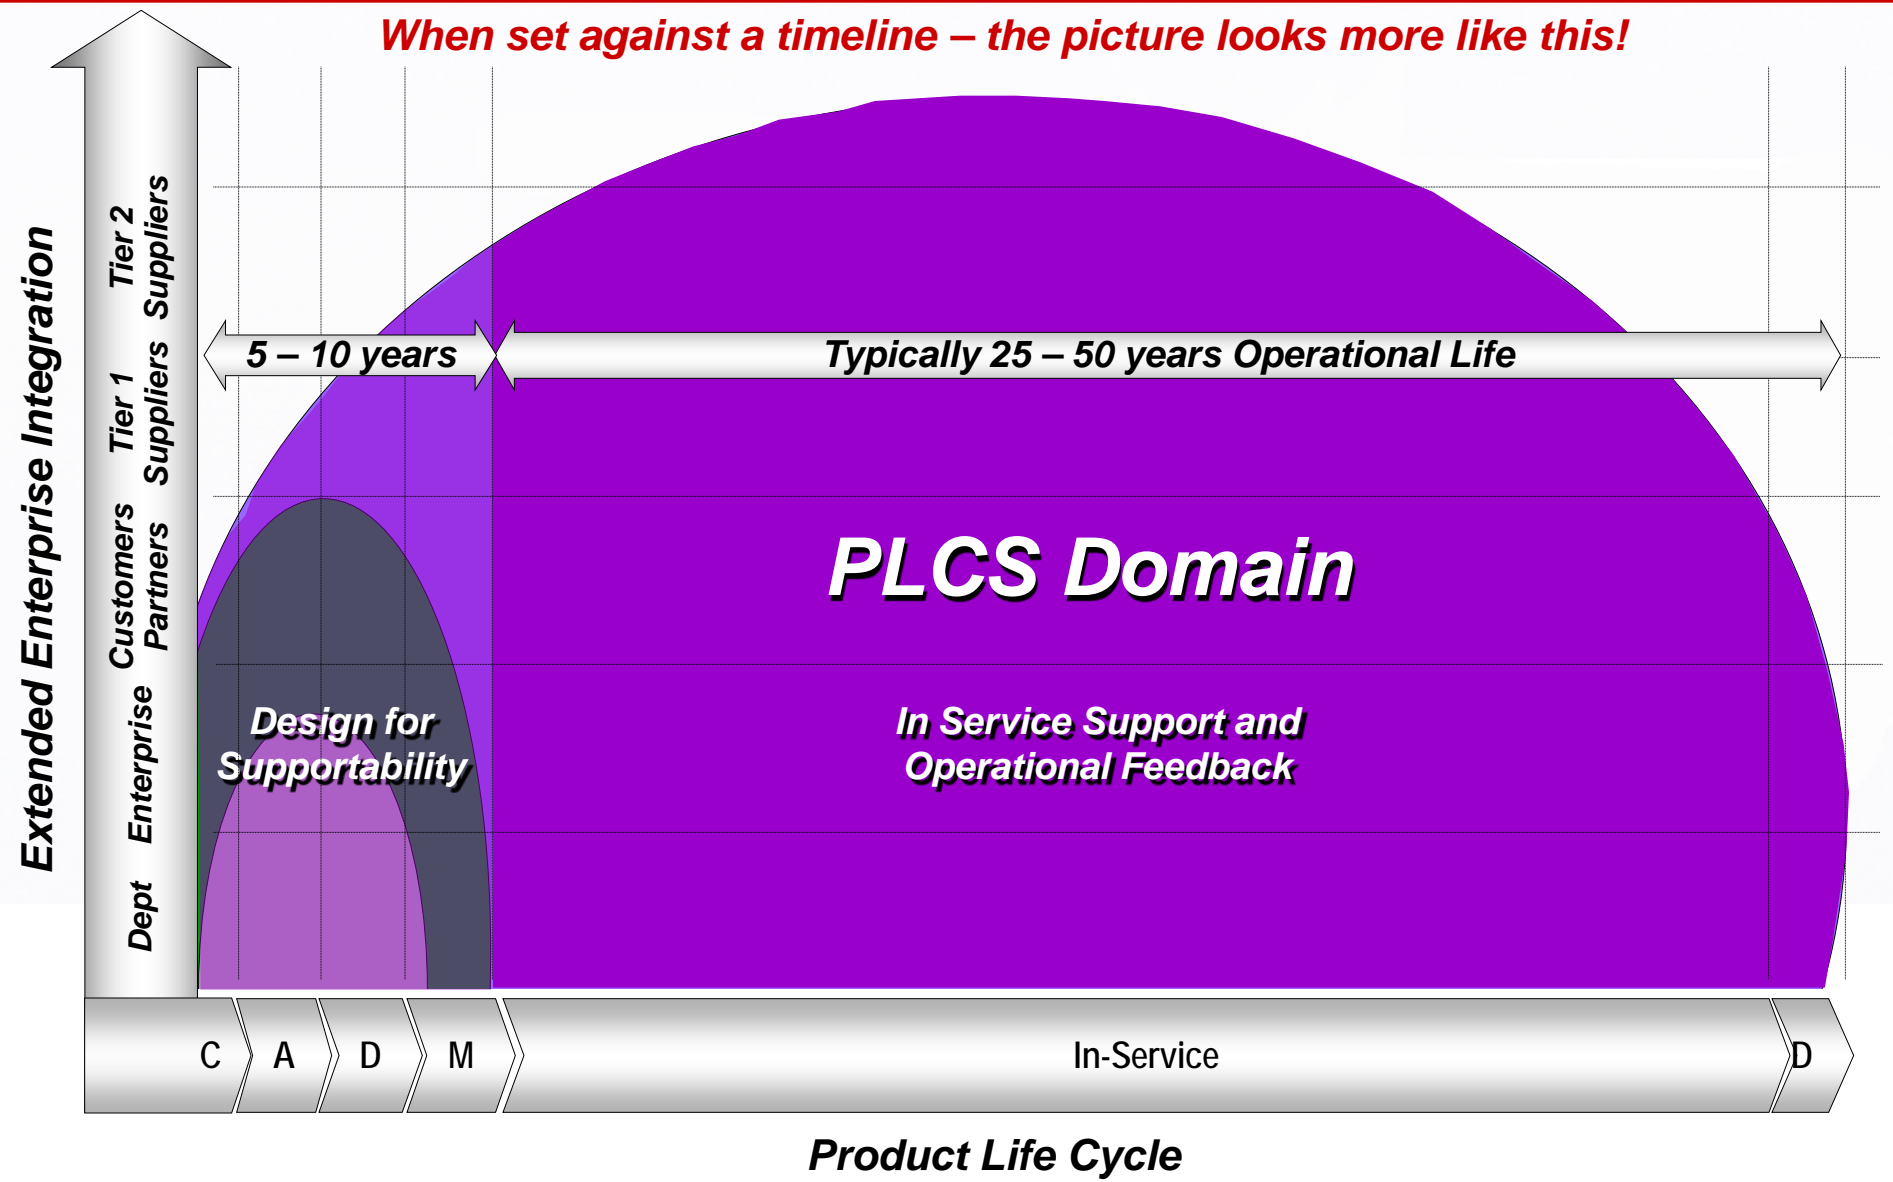 When set against a timeline – the picture looks more like this!
Extended Enterprise Integration
Tier 2
Suppliers
Tier 1
Suppliers
Customers
Partners
Enterprise
Dept
5 – 10 years
Typically 25 – 50 years Operational Life
PLCS Domain
Design for
Supportability
In Service Support and
Operational Feedback
C
A
D
M
In-Service
D
Product Life Cycle